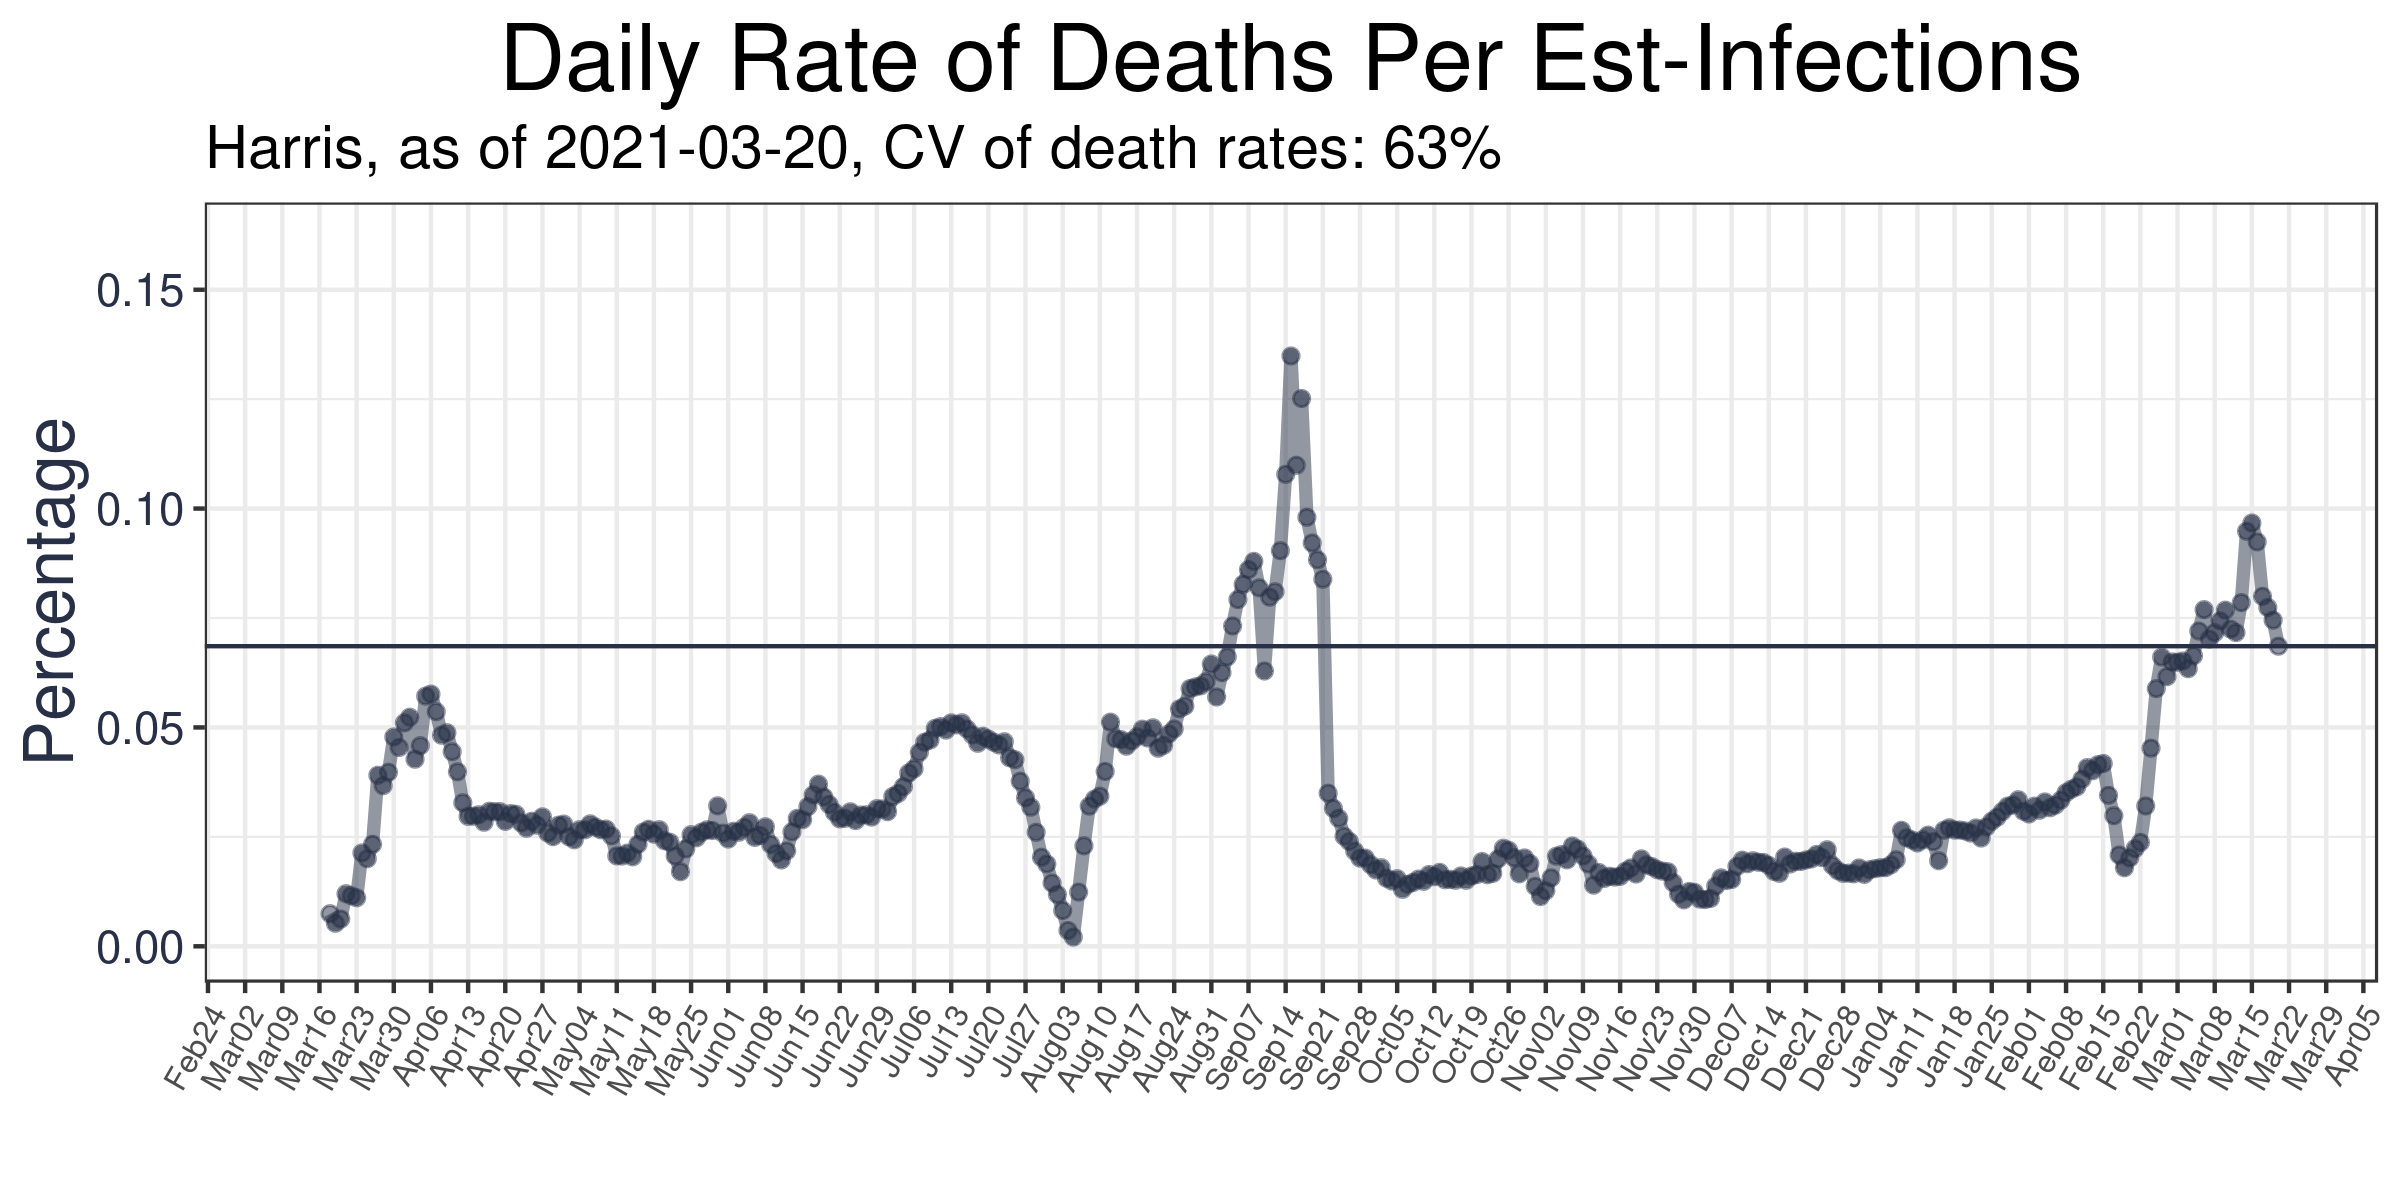 Daily Rate of Deaths Per Est-Infections
Harris, as of 2021-03-20, CV of death rates: 63%
Percentage
0.15
0.10
0.05
0.00
Feb24
Mar02
Mar09
Mar16
Mar23
Mar30
Apr06
Apr13
Apr20
Apr27
May04
May11
May18
May25
Jun01
Jun08
Jun15
Jun22
Jun29
Jul06
Jul13
Jul20
Jul27
Aug03
Aug10
Aug17
Aug24
Aug31
Sep07
Sep14
Sep21
Sep28
Oct05
Oct12
Oct19
Oct26
Nov02
Nov09
Nov16
Nov23
Nov30
Dec07
Dec14
Dec21
Dec28
Jan04
Jan11
Jan18
Jan25
Feb01
Feb08
Feb15
Feb22
Mar01
Mar08
Mar15
Mar22
Mar29
Apr05